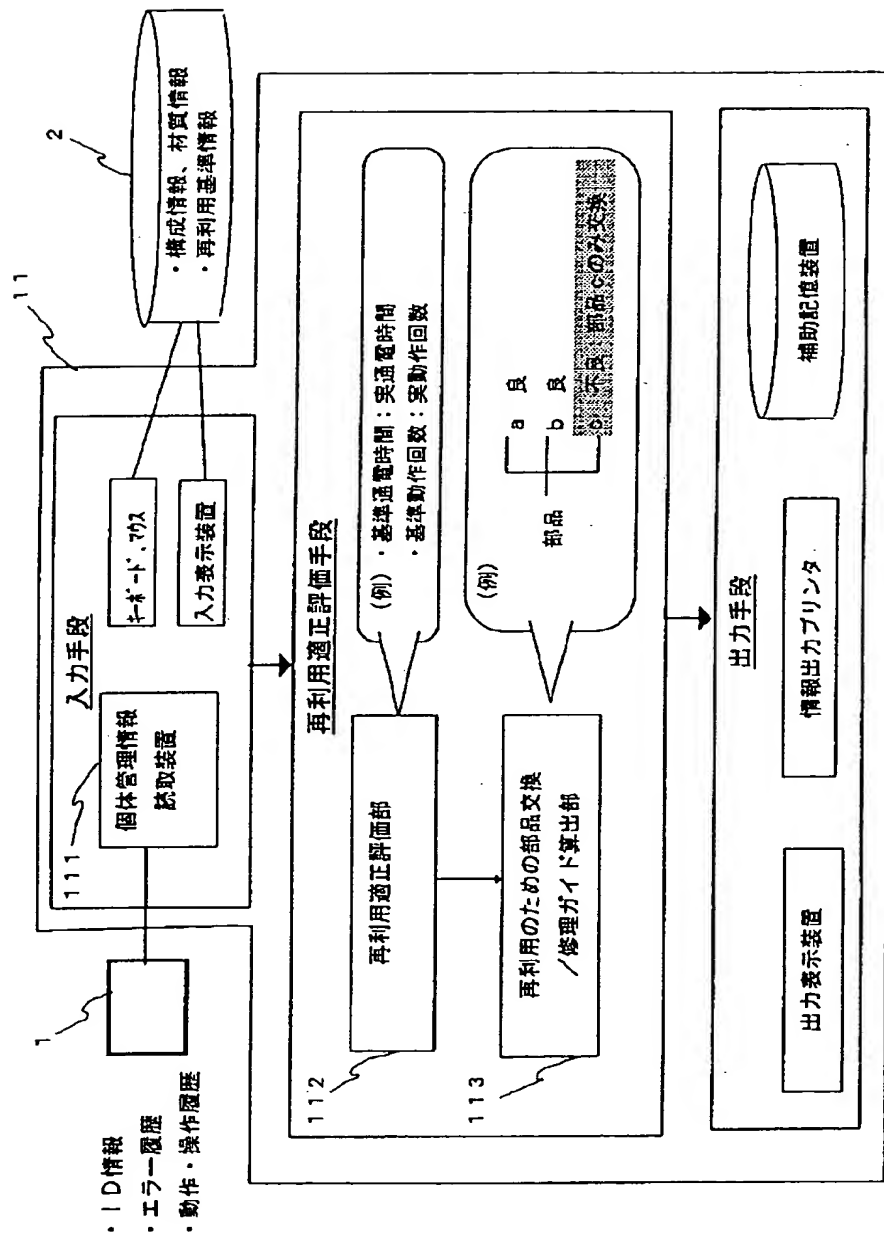 1
・ID情報
・エラー履歴
・動作・操作履歴
11
2
・構成情報、材質情報
・再利用基準情報
入力手段
111
個体管理情報
読取装置
キーボード、マウス
入力表示装置
再利用適正評価手段
112
再利用適正評価部
(例)・基準通電時間：実通電時間
・基準動作回数：実動作回数
113
再利用のための部品交換
／修理ガイド算出部
(例)
部品
a 良
b 良
c 不良：部品cのみ交換
出力手段
出力表示装置
情報出力プリンタ
補助記憶装置